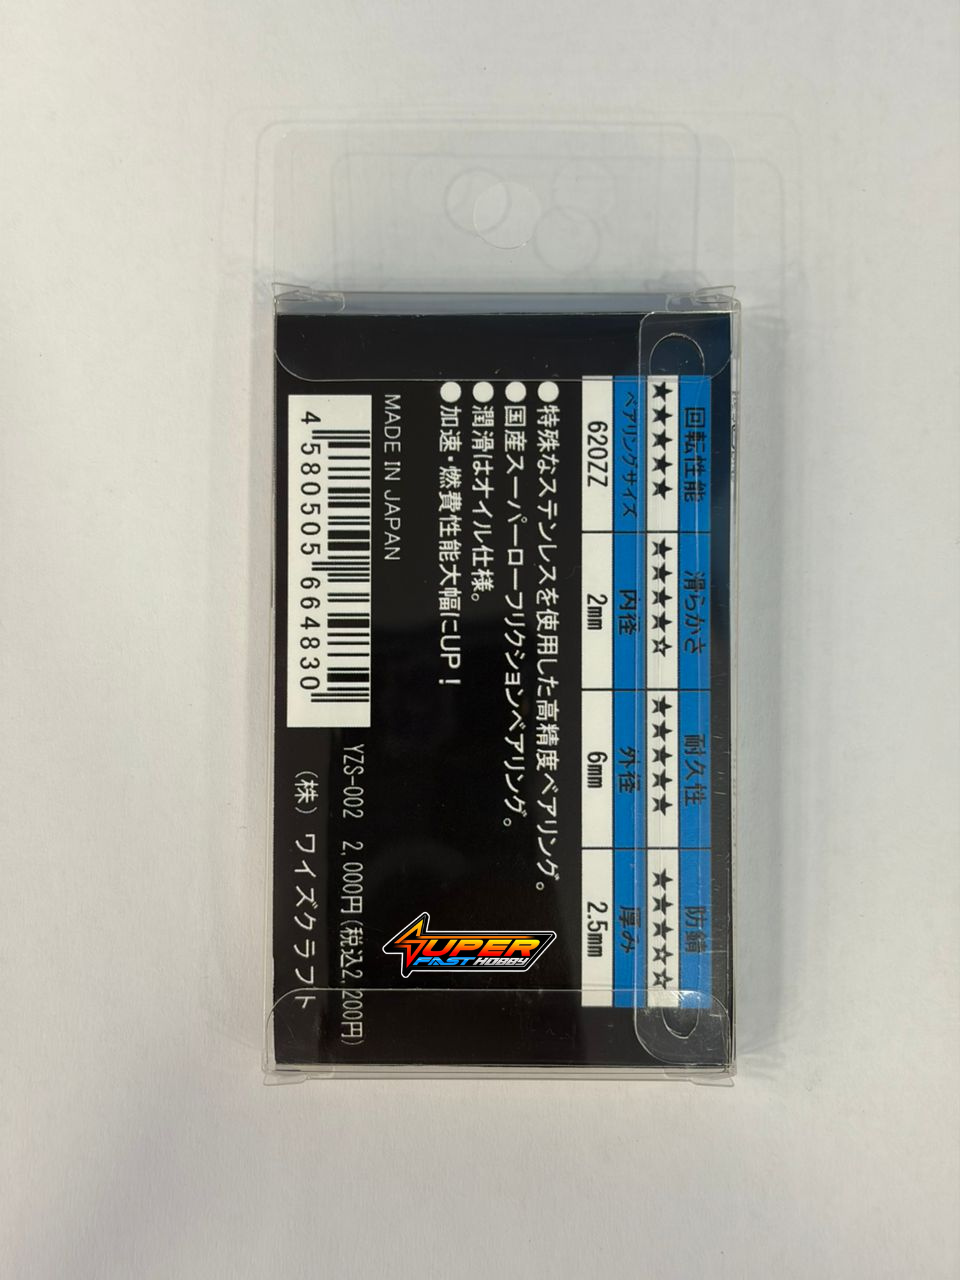 回転性能 滑らかさ 耐久性 防錆
★★★★★ ★★★★☆ ★★★★★ ★★★☆☆
ベアリングサイズ 内径 外径 厚み
620ZZ 2mm 6mm 2.5mm
●特殊なステンレスを使用した高精度ベアリング。
●国産スーパーローフリクションベアリング。
●潤滑はオイル仕様。
●加速・燃費性能大幅にUP！
MADE IN JAPAN
4 580505 664830
YZS-002 2,000円(税込2,200円)
(株) ワイズクラフト
SUPER
FAST HOBBY